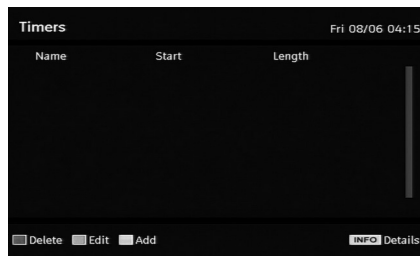 Timers Fri 08/06 04:15
Name Start Length
Delete Edit Add INFO Details